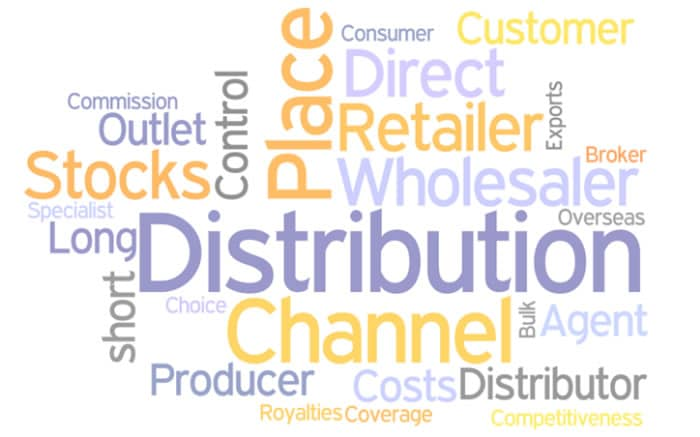 Consumer
Customer
Place
Direct
Commission
Control
Outlet
Retailer
Exports
Stocks
Broker
Wholesaler
Specialist
Overseas
Long
Distribution
short
Choice
Channel
Bulk
Agent
Producer
Costs
Distributor
Royalties
Coverage
Competitiveness